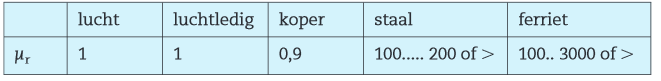 lucht luchtledig koper staal ferriet
μr 1 1 0,9 100..... 200 of > 100.. 3000 of >